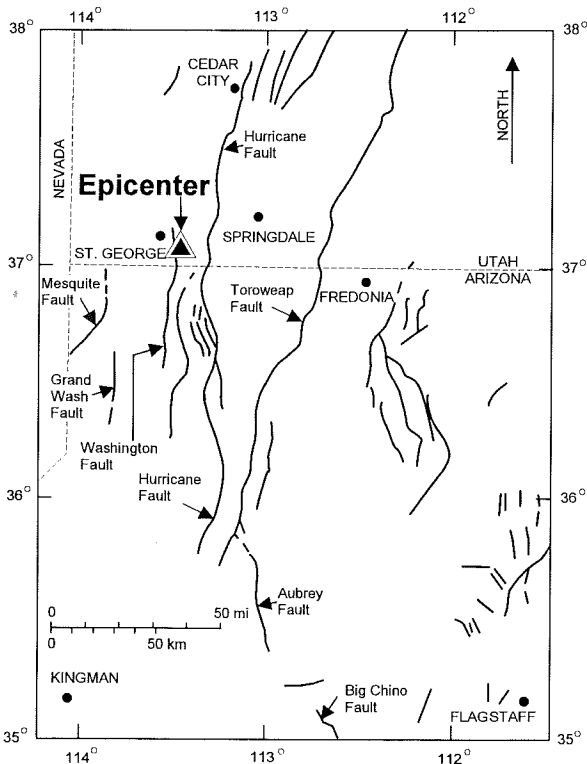 114°
113°
112°
38°
38°
CEDAR
CITY
NORTH
Hurricane
Fault
NEVADA
Epicenter
ST. GEORGE
SPRINGDALE
UTAH
37°
37°
ARIZONA
Mesquite
Fault
Toroweap
Fault
FREDONIA
Grand
Wash
Fault
Washington
Fault
Hurricane
Fault
36°
36°
Aubrey
Fault
0 50 mi
0 50 km
KINGMAN
Big Chino
Fault
FLAGSTAFF
35°
35°
114°
113°
112°